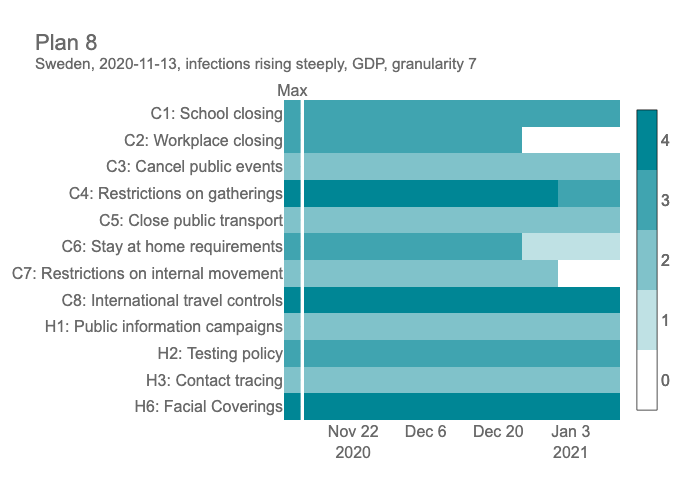 Plan 8
Sweden, 2020-11-13, infections rising steeply, GDP, granularity 7
Max
C1: School closing
C2: Workplace closing
C3: Cancel public events
C4: Restrictions on gatherings
C5: Close public transport
C6: Stay at home requirements
C7: Restrictions on internal movement
C8: International travel controls
H1: Public information campaigns
H2: Testing policy
H3: Contact tracing
H6: Facial Coverings
Nov 22 Dec 6 Dec 20 Jan 3
2020 2021
4
3
2
1
0